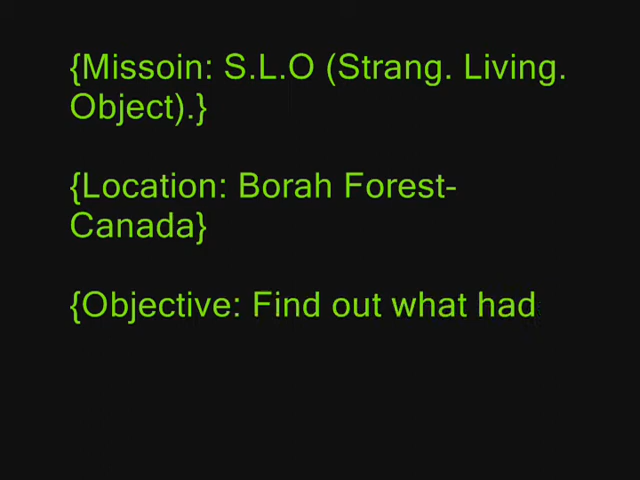 {Missoin: S.L.O (Strang. Living.
Object).}
{Location: Borah Forest-
Canada}
{Objective: Find out what had